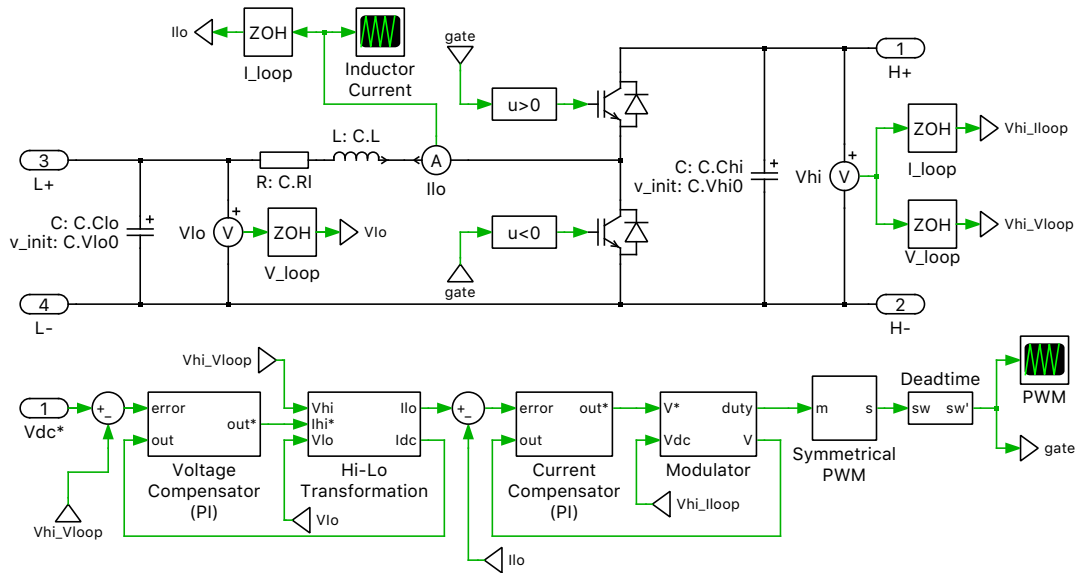 Ilo
ZOH
I_loop
Inductor
Current
gate
u>0
1
H+
3
L+
R: C.Rl
L: C.L
A
Ilo
C: C.Chi
v_init: C.Vhi0
+
Vhi
+
V
ZOH
I_loop
Vhi_Iloop
C: C.Clo
v_init: C.Vlo0
+
Vlo
+
V
ZOH
V_loop
Vlo
u<0
gate
ZOH
V_loop
Vhi_Vloop
4
L-
2
H-
Vhi_Vloop
1
Vdc*
+
-
error
out*
out
Voltage
Compensator
(PI)
Vhi
Ilo
Ihi*
Vlo
Idc
Hi-Lo
Transformation
+
-
error
out*
out
Current
Compensator
(PI)
V*
duty
Vdc
V
Modulator
m
s
Symmetrical
PWM
Deadtime
sw
sw'
PWM
gate
Vhi_Vloop
Vlo
Vhi_Iloop
Ilo